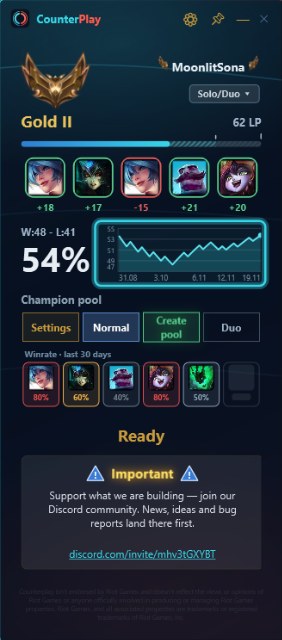 CounterPlay
MoonlitSona
Solo/Duo
Gold II
62 LP
+18 +17 -15 +21 +20
W:48 - L:41
54%
55
53
51
49
47
31.08 3.10 6.11 12.11 19.11
Champion pool
Settings Normal Create pool Duo
Winrate · last 30 days
80% 60% 40% 80% 50%
Ready
Important
Support what we are building — join our
Discord community. News, ideas and bug
reports land there first.
discord.com/invite/mhv3tGXYBT